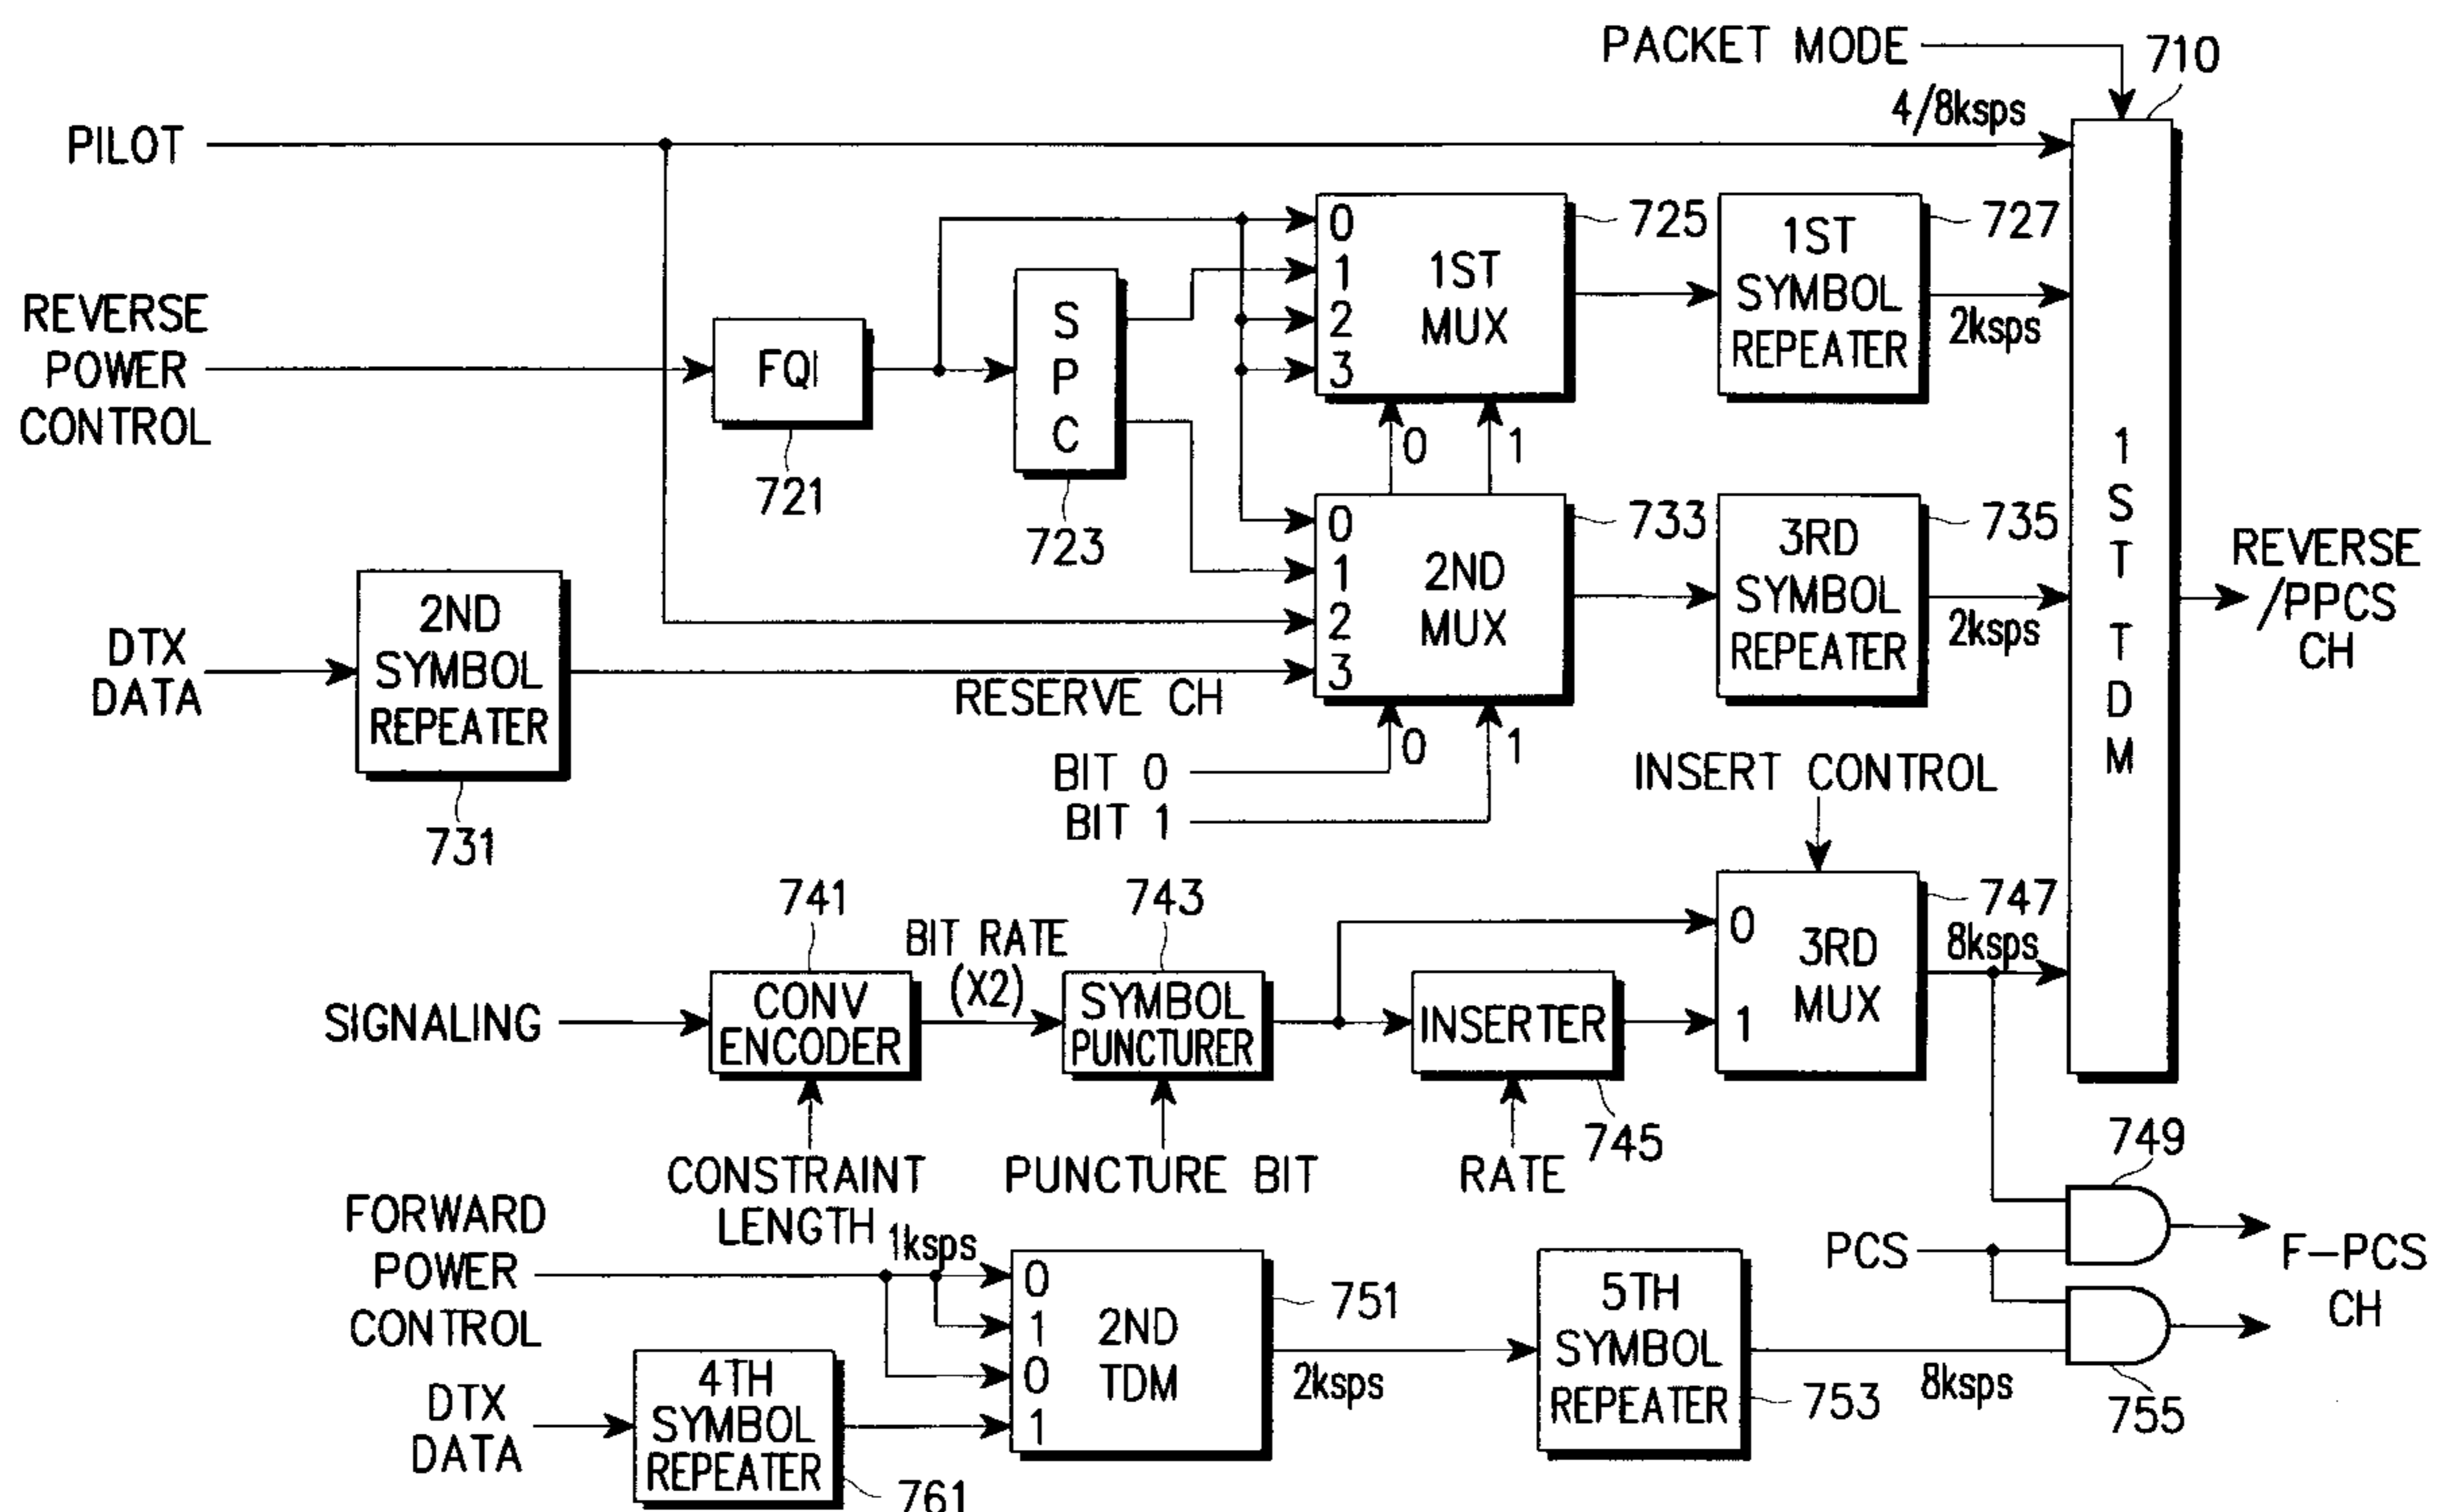 PACKET MODE
710
4/8ksps
PILOT
REVERSE
POWER
CONTROL
FQI
721
S
P
C
723
0
1
2
3
1ST
MUX
725
1ST
SYMBOL
REPEATER
727
2ksps
0
1
0
1
2
3
2ND
MUX
733
3RD
SYMBOL
REPEATER
735
2ksps
1
S
T
T
D
M
REVERSE
/PPCS
CH
DTX
DATA
2ND
SYMBOL
REPEATER
731
RESERVE CH
0
1
BIT 0
BIT 1
INSERT CONTROL
SIGNALING
741
CONV
ENCODER
BIT RATE
(X2)
743
SYMBOL
PUNCTURER
INSERTER
745
0
1
3RD
MUX
747
8ksps
CONSTRAINT
LENGTH
PUNCTURE BIT
RATE
749
PCS
F-PCS
CH
FORWARD
POWER
CONTROL
1ksps
0
1
0
1
2ND
TDM
751
2ksps
5TH
SYMBOL
REPEATER
753
8ksps
755
DTX
DATA
4TH
SYMBOL
REPEATER
761